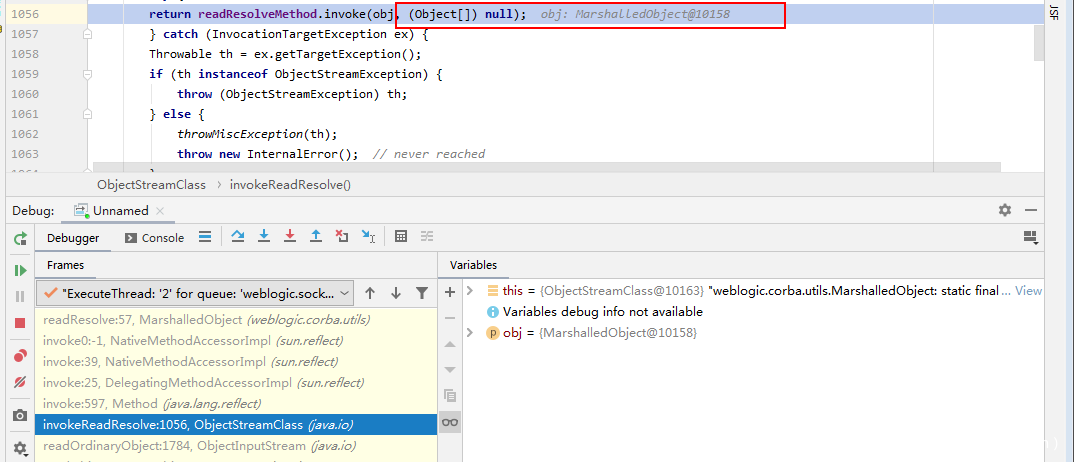 1056 return readResolveMethod.invoke(obj, (Object[]) null); obj: MarshalledObject@10158
1057 } catch (InvocationTargetException ex) {
1058 Throwable th = ex.getTargetException();
1059 if (th instanceof ObjectStreamException) {
1060 throw (ObjectStreamException) th;
1061 } else {
1062 throwMiscException(th);
1063 throw new InternalError(); // never reached
JSF
ObjectStreamClass › invokeReadResolve()
Debug: Unnamed
Debugger Console
Frames
Variables
"ExecuteThread: '2' for queue: 'weblogic.sock...
readResolve:57, MarshalledObject (weblogic.corba.utils)
invoke0:-1, NativeMethodAccessorImpl (sun.reflect)
invoke:39, NativeMethodAccessorImpl (sun.reflect)
invoke:25, DelegatingMethodAccessorImpl (sun.reflect)
invoke:597, Method (java.lang.reflect)
invokeReadResolve:1056, ObjectStreamClass (java.io)
readOrdinaryObject:1784, ObjectInputStream (java.io)
this = {ObjectStreamClass@10163} "weblogic.corba.utils.MarshalledObject: static final ... View
Variables debug info not available
obj = {MarshalledObject@10158}